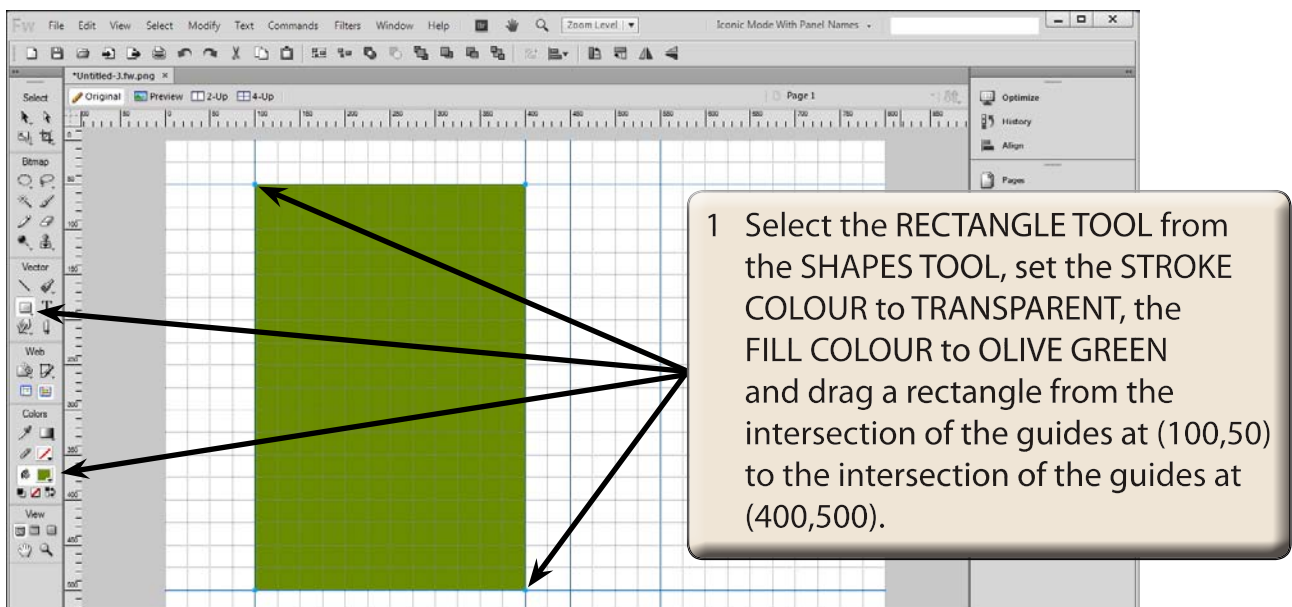 Fw File Edit View Select Modify Text Commands Filters Window Help Br Zoom Level Iconic Mode With Panel Names
*Untitled-3.fw.png ×
Select
Original Preview 2-Up 4-Up Page 1
Optimize
History
Align
Bitmap
Pages
Vector
Web
Colors
View
1 Select the RECTANGLE TOOL from
the SHAPES TOOL, set the STROKE
COLOUR to TRANSPARENT, the
FILL COLOUR to OLIVE GREEN
and drag a rectangle from the
intersection of the guides at (100,50)
to the intersection of the guides at
(400,500).